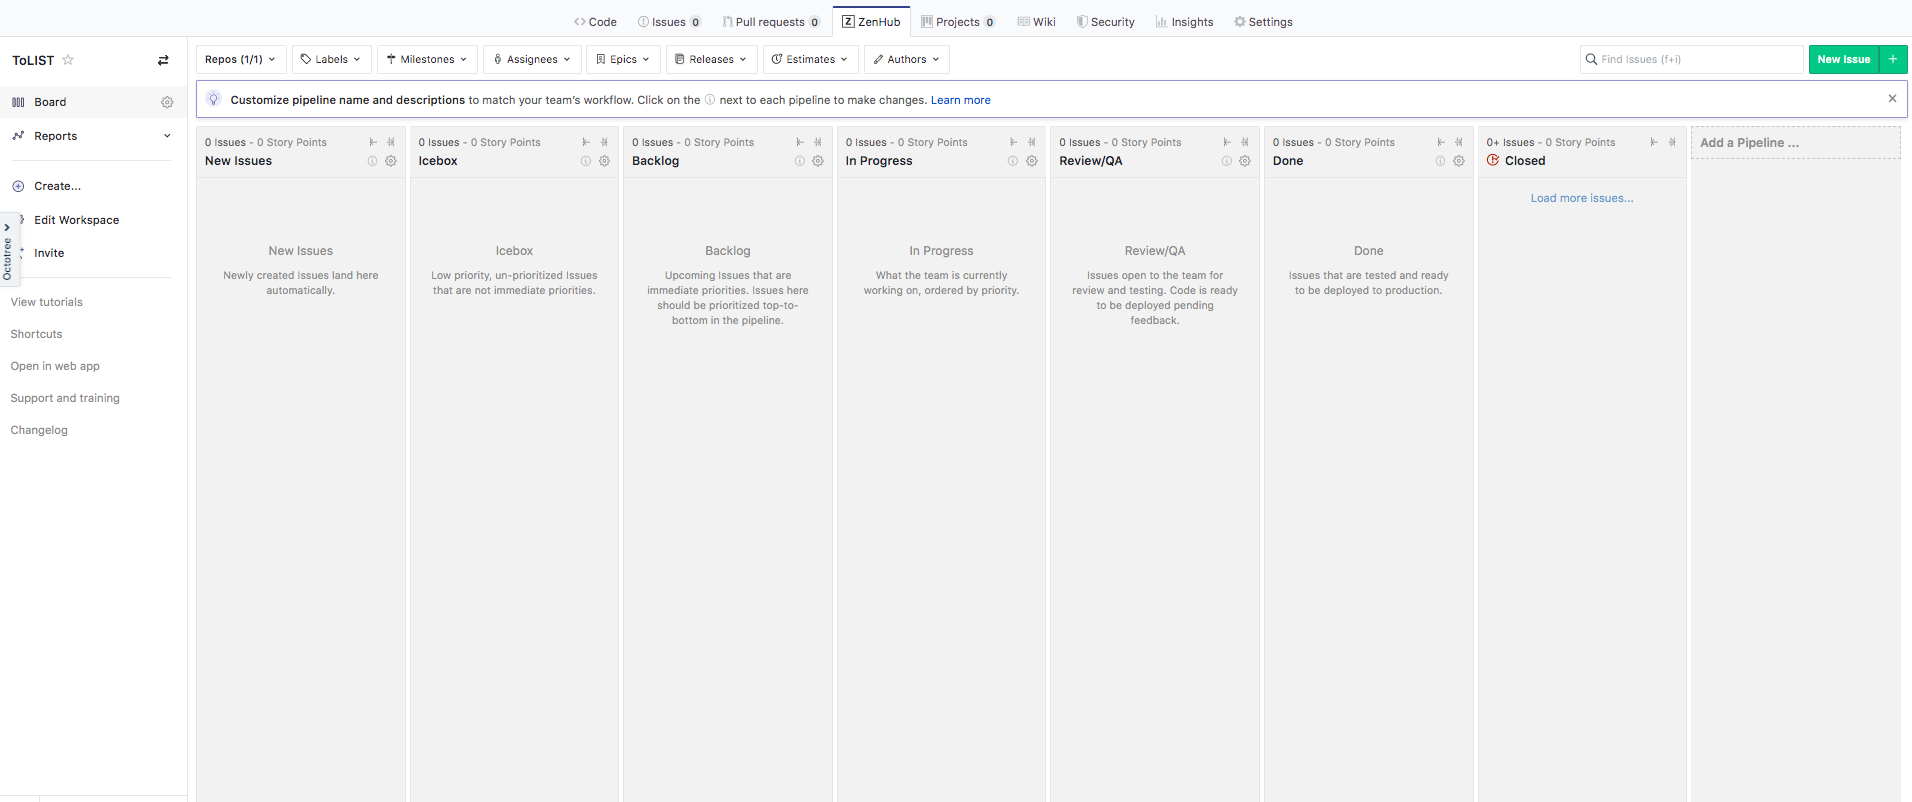 Code
Issues 0
Pull requests 0
Z ZenHub
Projects 0
Wiki
Security
Insights
Settings
ToLIST
Board
Reports
Create...
Edit Workspace
Invite
Octotree
View tutorials
Shortcuts
Open in web app
Support and training
Changelog
Repos (1/1)
Labels
Milestones
Assignees
Epics
Releases
Estimates
Authors
Find Issues (f+i)
New Issue +
Customize pipeline name and descriptions to match your team's workflow. Click on the ⓘ next to each pipeline to make changes. Learn more
0 Issues - 0 Story Points
New Issues
New Issues
Newly created Issues land here
automatically.
0 Issues - 0 Story Points
Icebox
Icebox
Low priority, un-prioritized Issues
that are not immediate priorities.
0 Issues - 0 Story Points
Backlog
Backlog
Upcoming Issues that are
immediate priorities. Issues here
should be prioritized top-to-
bottom in the pipeline.
0 Issues - 0 Story Points
In Progress
In Progress
What the team is currently
working on, ordered by priority.
0 Issues - 0 Story Points
Review/QA
Review/QA
Issues open to the team for
review and testing. Code is ready
to be deployed pending
feedback.
0 Issues - 0 Story Points
Done
Done
Issues that are tested and ready
to be deployed to production.
0+ Issues - 0 Story Points
Closed
Load more issues...
Add a Pipeline ...